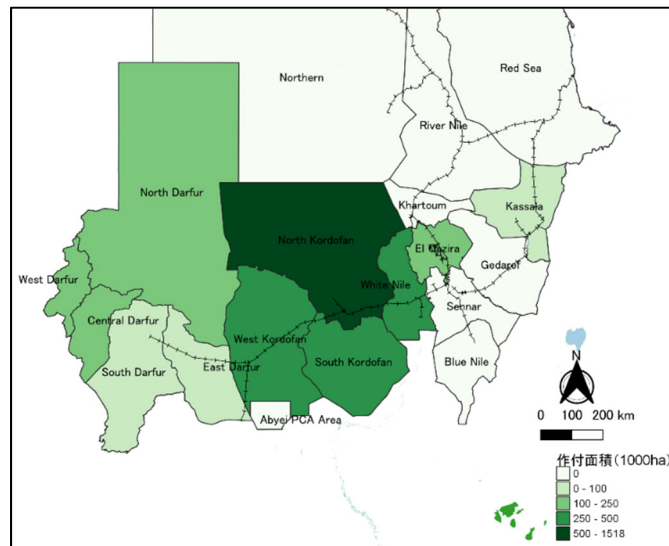 Northern
Red Sea
River Nile
North Darfur
Khartoum
Kassala
North Kordofan
El Gazira
West Darfur
White Nile
Gedaref
Central Darfur
Sennar
West Kordofan
South Darfur
East Darfur
South Kordofan
Blue Nile
Abyei PCA Area
N
0 100 200 km
作付面積(1000ha)
0
0 - 100
100 - 250
250 - 500
500 - 1518